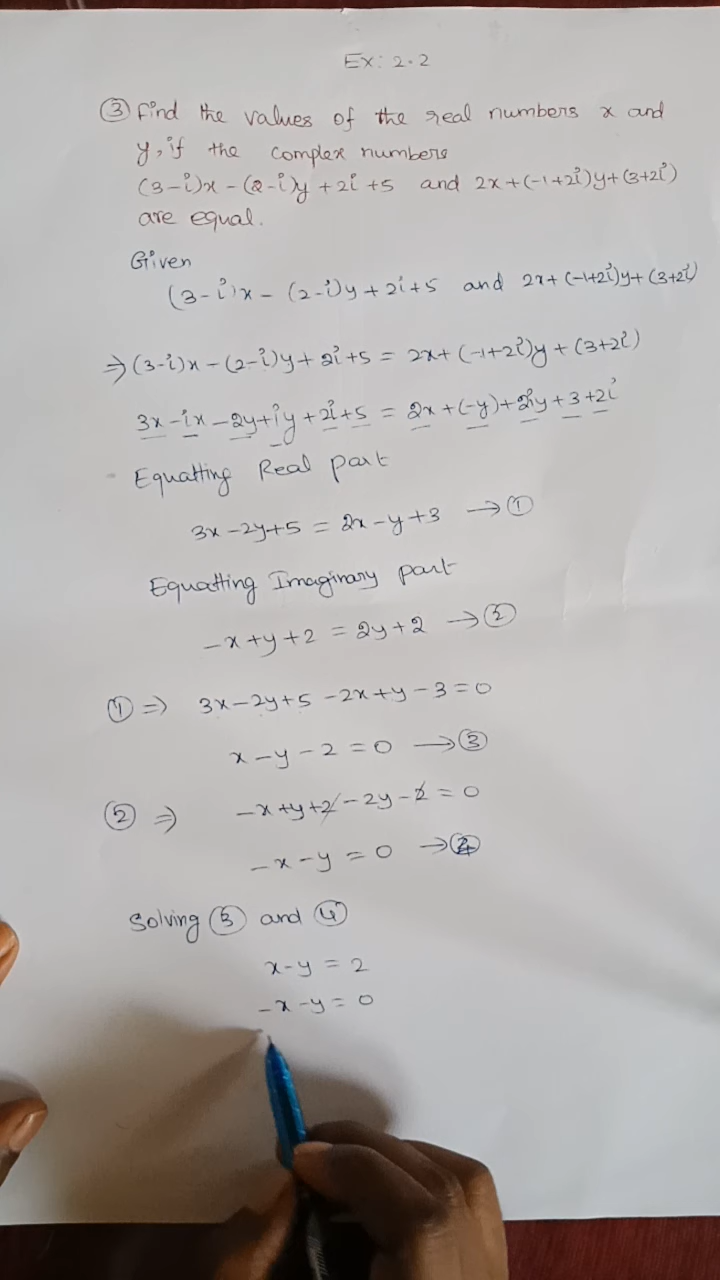 Ex: 2.2
③ Find the values of the real numbers x and
y, if the complex numbers
(3-i)x - (2-i)y + 2i + 5 and 2x + (-1+2i)y + (3+2i)
are equal.
Given
(3-i)x - (2-i)y + 2i + 5 and 2x + (-1+2i)y + (3+2i)
⇒ (3-i)x - (2-i)y + 2i + 5 = 2x + (-1+2i)y + (3+2i)
3x - ix - 2y + iy + 2i + 5 = 2x + (-y) + 2iy + 3 + 2i
Equatting Real part
3x - 2y + 5 = 2x - y + 3 → ①
Equatting Imaginary part
-x + y + 2 = 2y + 2 → ②
① ⇒ 3x - 2y + 5 - 2x + y - 3 = 0
x - y - 2 = 0 → ③
② ⇒ -x + y + 2 - 2y - 2 = 0
-x - y = 0 → ④
Solving ③ and ④
x - y = 2
-x - y = 0